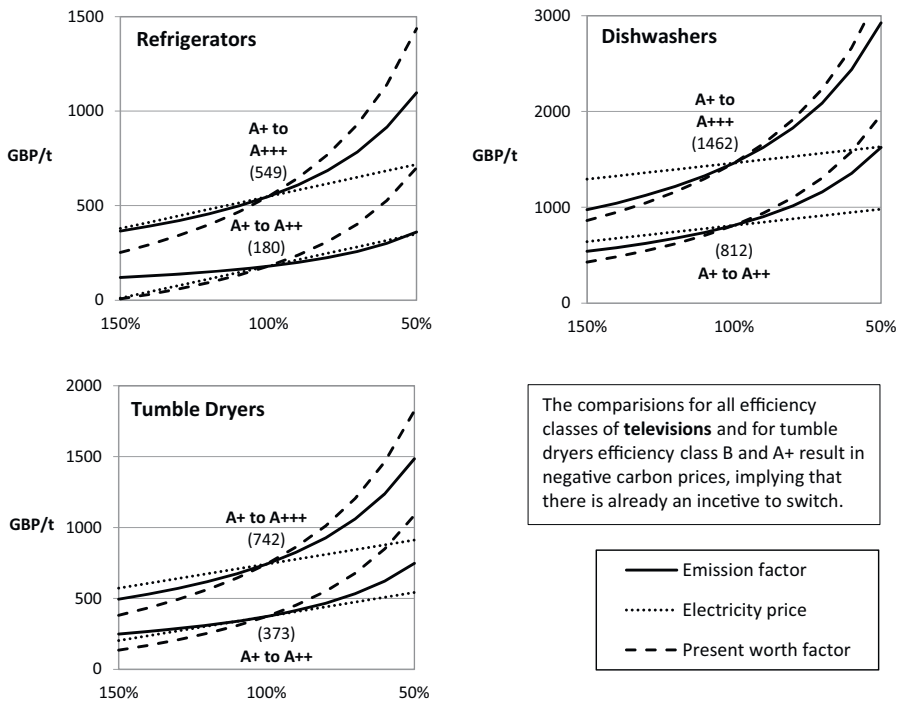 Refrigerators
1500
1000
GBP/t
500
0
A+ to
A+++
(549)
A+ to A++
(180)
150%
100%
50%
Dishwashers
3000
2000
GBP/t
1000
0
A+ to
A+++
(1462)
(812)
A+ to A++
150%
100%
50%
Tumble Dryers
2000
1500
GBP/t
1000
500
0
A+ to A+++
(742)
(373)
A+ to A++
150%
100%
50%
The comparisions for all efficiency
classes of televisions and for tumble
dryers efficiency class B and A+ result in
negative carbon prices, implying that
there is already an incetive to switch.
Emission factor
Electricity price
Present worth factor